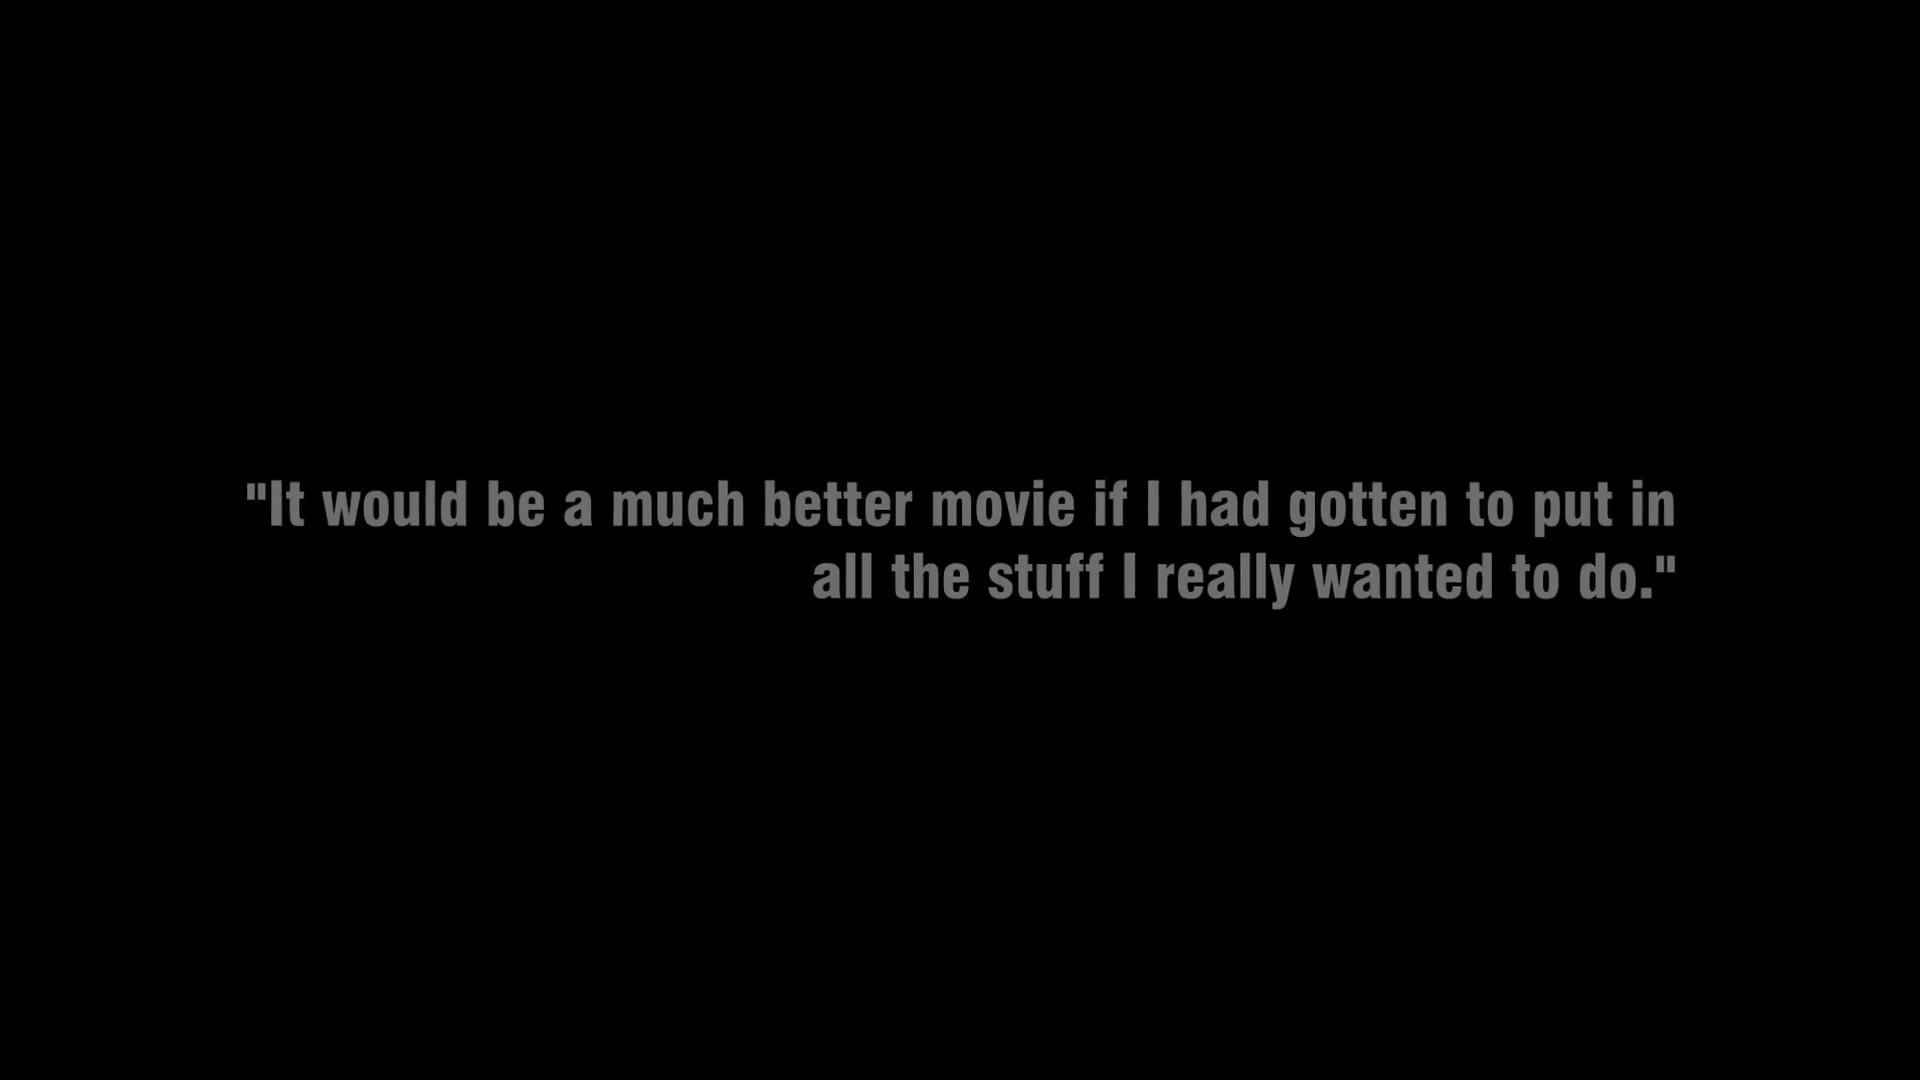 "It would be a much better movie if I had gotten to put in
all the stuff I really wanted to do."